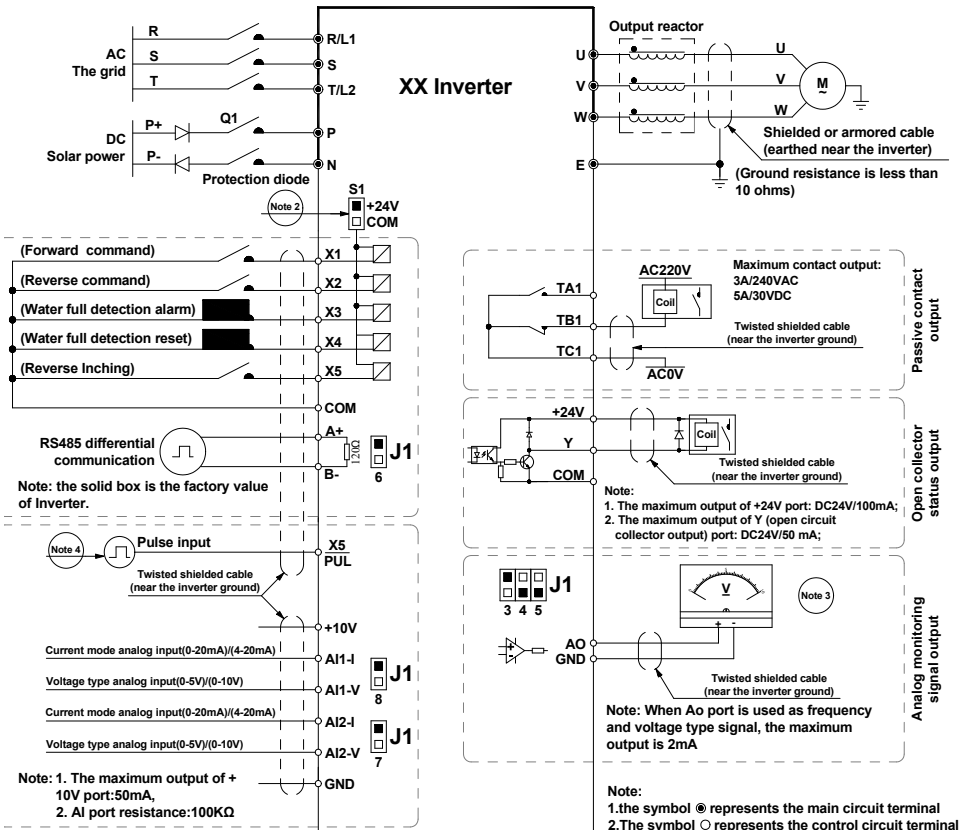 R
AC
S
The grid
T
R/L1
S
T/L2
XX Inverter
P+
Q1
DC
Solar power
P-
P
N
Protection diode
Note 2
S1
+24V
COM
Output reactor
U
V
W
U
V
W
M
~
E
Shielded or armored cable
(earthed near the inverter)
(Ground resistance is less than
10 ohms)
(Forward command)
X1
(Reverse command)
X2
(Water full detection alarm)
X3
(Water full detection reset)
X4
(Reverse Inching)
X5
COM
RS485 differential
communication
A+
120Ω
B-
J1
6
Note: the solid box is the factory value
of Inverter.
Note 4
Pulse input
X5
PUL
Twisted shielded cable
(near the inverter ground)
+10V
Current mode analog input(0-20mA)/(4-20mA)
AI1-I
Voltage type analog input(0-5V)/(0-10V)
AI1-V
J1
8
Current mode analog input(0-20mA)/(4-20mA)
AI2-I
Voltage type analog input(0-5V)/(0-10V)
AI2-V
J1
7
GND
Note: 1. The maximum output of +
10V port:50mA,
2. AI port resistance:100KΩ
TA1
TB1
TC1
AC220V
Coil
AC0V
Maximum contact output:
3A/240VAC
5A/30VDC
Twisted shielded cable
(near the inverter ground)
Passive contact
output
+24V
Y
COM
Coil
Twisted shielded cable
(near the inverter ground)
Note:
1. The maximum output of +24V port: DC24V/100mA;
2. The maximum output of Y (open circuit
collector output) port: DC24V/50 mA;
Open collector
status output
J1
3 4 5
V
+ -
Note 3
AO
GND
Twisted shielded cable
(near the inverter ground)
Note: When Ao port is used as frequency
and voltage type signal, the maximum
output is 2mA
Analog monitoring
signal output
Note:
1.the symbol ◉ represents the main circuit terminal
2.The symbol ○ represents the control circuit terminal